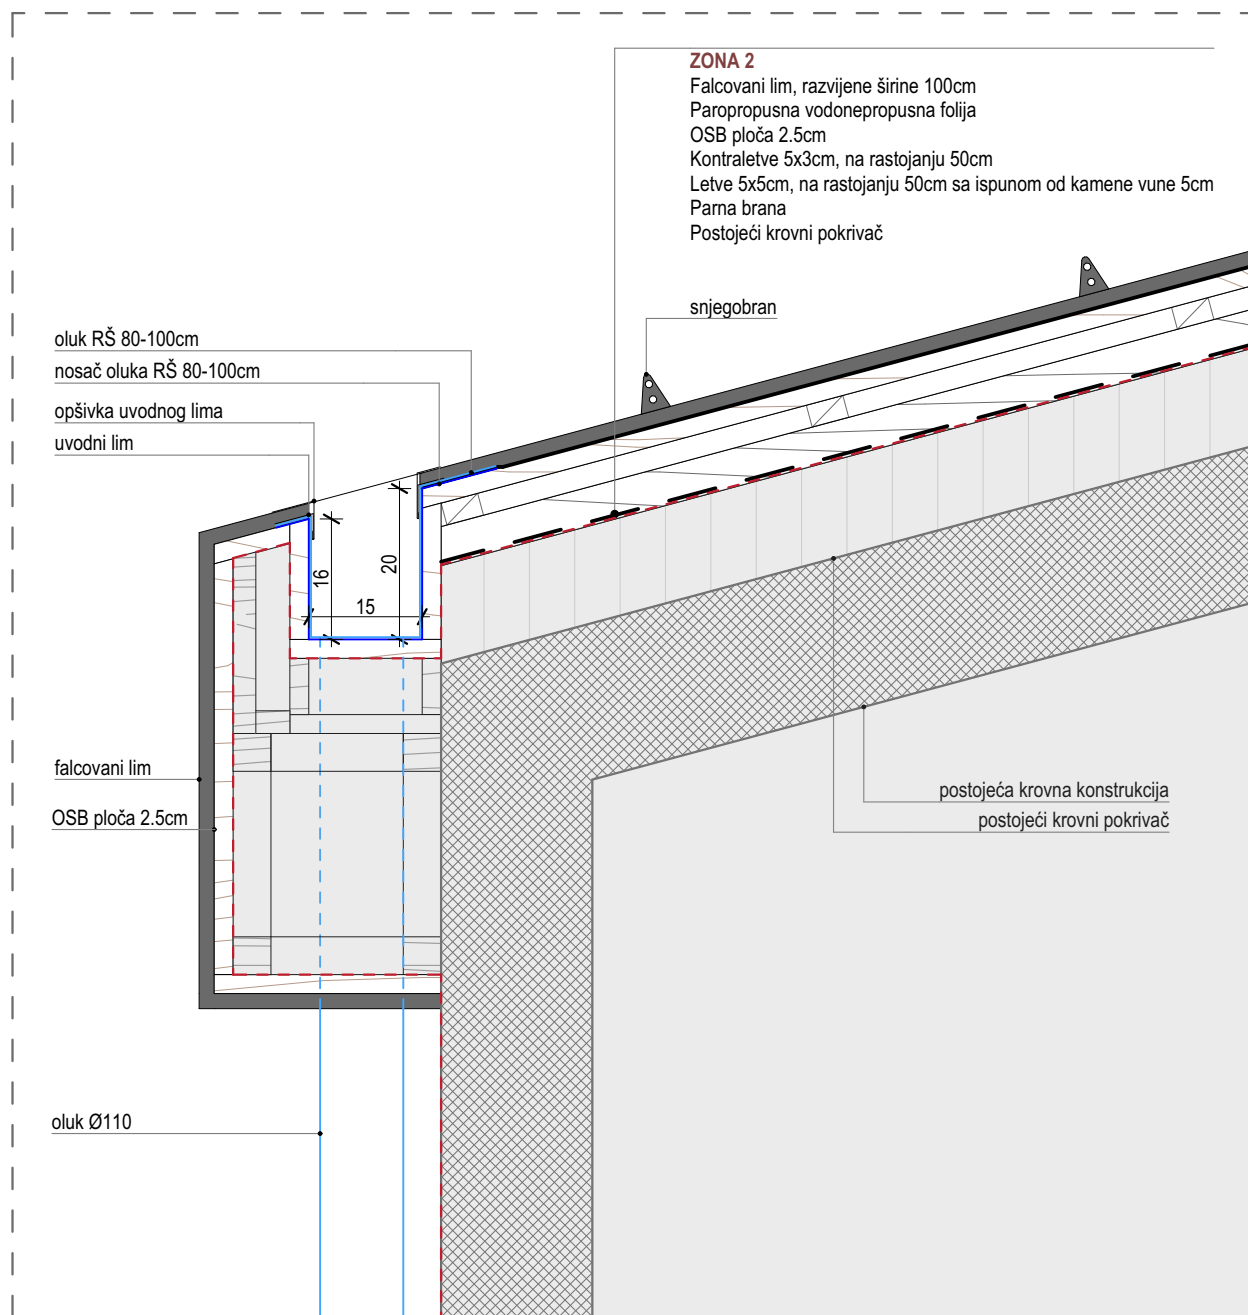 ZONA 2
Falcovani lim, razvijene širine 100cm
Paropropusna vodonepropusna folija
OSB ploča 2.5cm
Kontraletve 5x3cm, na rastojanju 50cm
Letve 5x5cm, na rastojanju 50cm sa ispunom od kamene vune 5cm
Parna brana
Postojeći krovni pokrivač
snjegobran
oluk RŠ 80-100cm
nosač oluka RŠ 80-100cm
opšivka uvodnog lima
uvodni lim
16
20
15
falcovani lim
OSB ploča 2.5cm
postojeća krovna konstrukcija
postojeći krovni pokrivač
oluk Ø110